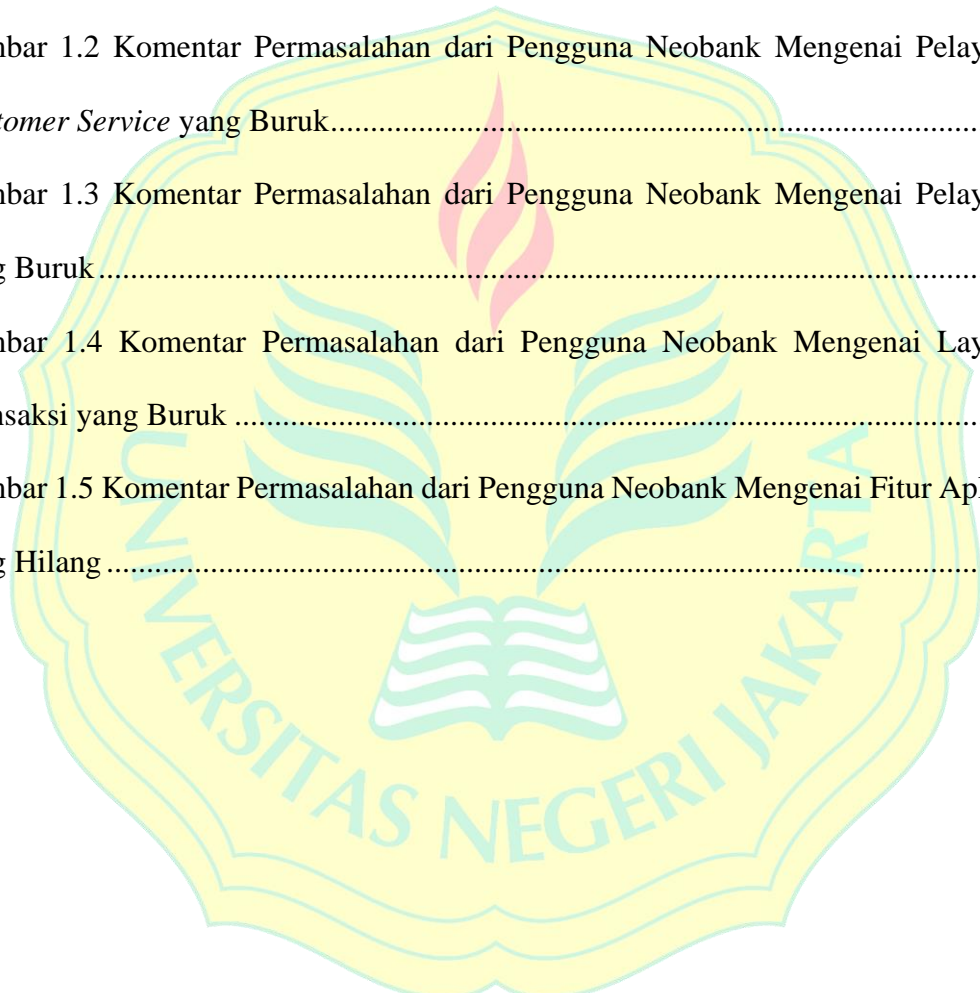 mbar 1.2 Komentar Permasalahan dari Pengguna Neobank Mengenai Pelay
tomer Service yang Buruk....................................................................................
mbar 1.3 Komentar Permasalahan dari Pengguna Neobank Mengenai Pelay
g Buruk................................................................................................................
mbar 1.4 Komentar Permasalahan dari Pengguna Neobank Mengenai Lay
nsaksi yang Buruk ..............................................................................................
mbar 1.5 Komentar Permasalahan dari Pengguna Neobank Mengenai Fitur Apl
g Hilang ..............................................................................................................
UNIVERSITAS NEGERI JAKARTA